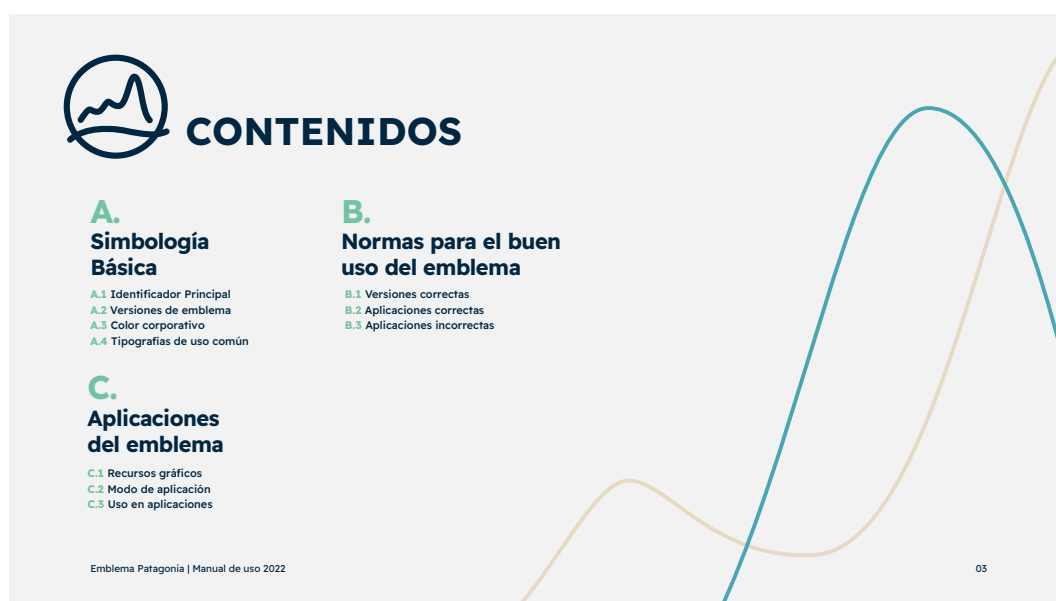 CONTENIDOS
A.
Simbología
Básica
A.1 Identificador Principal
A.2 Versiones de emblema
A.3 Color corporativo
A.4 Tipografías de uso común
B.
Normas para el buen
uso del emblema
B.1 Versiones correctas
B.2 Aplicaciones correctas
B.3 Aplicaciones incorrectas
C.
Aplicaciones
del emblema
C.1 Recursos gráficos
C.2 Modo de aplicación
C.3 Uso en aplicaciones
Emblema Patagonia | Manual de uso 2022
03